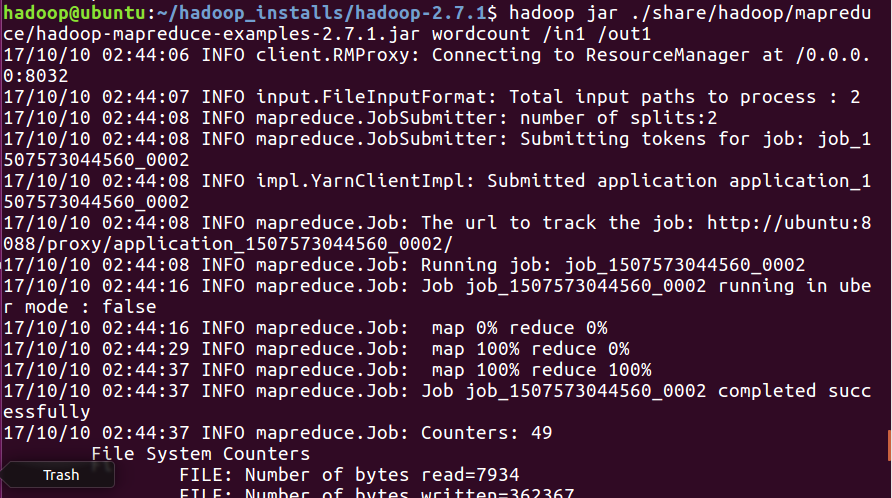 hadoop@ubuntu:~/hadoop_installs/hadoop-2.7.1$ hadoop jar ./share/hadoop/mapredu
ce/hadoop-mapreduce-examples-2.7.1.jar wordcount /in1 /out1
17/10/10 02:44:06 INFO client.RMProxy: Connecting to ResourceManager at /0.0.0.
0:8032
17/10/10 02:44:07 INFO input.FileInputFormat: Total input paths to process : 2
17/10/10 02:44:08 INFO mapreduce.JobSubmitter: number of splits:2
17/10/10 02:44:08 INFO mapreduce.JobSubmitter: Submitting tokens for job: job_1
507573044560_0002
17/10/10 02:44:08 INFO impl.YarnClientImpl: Submitted application application_1
507573044560_0002
17/10/10 02:44:08 INFO mapreduce.Job: The url to track the job: http://ubuntu:8
088/proxy/application_1507573044560_0002/
17/10/10 02:44:08 INFO mapreduce.Job: Running job: job_1507573044560_0002
17/10/10 02:44:16 INFO mapreduce.Job: Job job_1507573044560_0002 running in ube
r mode : false
17/10/10 02:44:16 INFO mapreduce.Job:  map 0% reduce 0%
17/10/10 02:44:29 INFO mapreduce.Job:  map 100% reduce 0%
17/10/10 02:44:37 INFO mapreduce.Job:  map 100% reduce 100%
17/10/10 02:44:37 INFO mapreduce.Job: Job job_1507573044560_0002 completed succ
essfully
17/10/10 02:44:37 INFO mapreduce.Job: Counters: 49
File System Counters
Trash
FILE: Number of bytes read=7934
FILE: Number of bytes written=362367